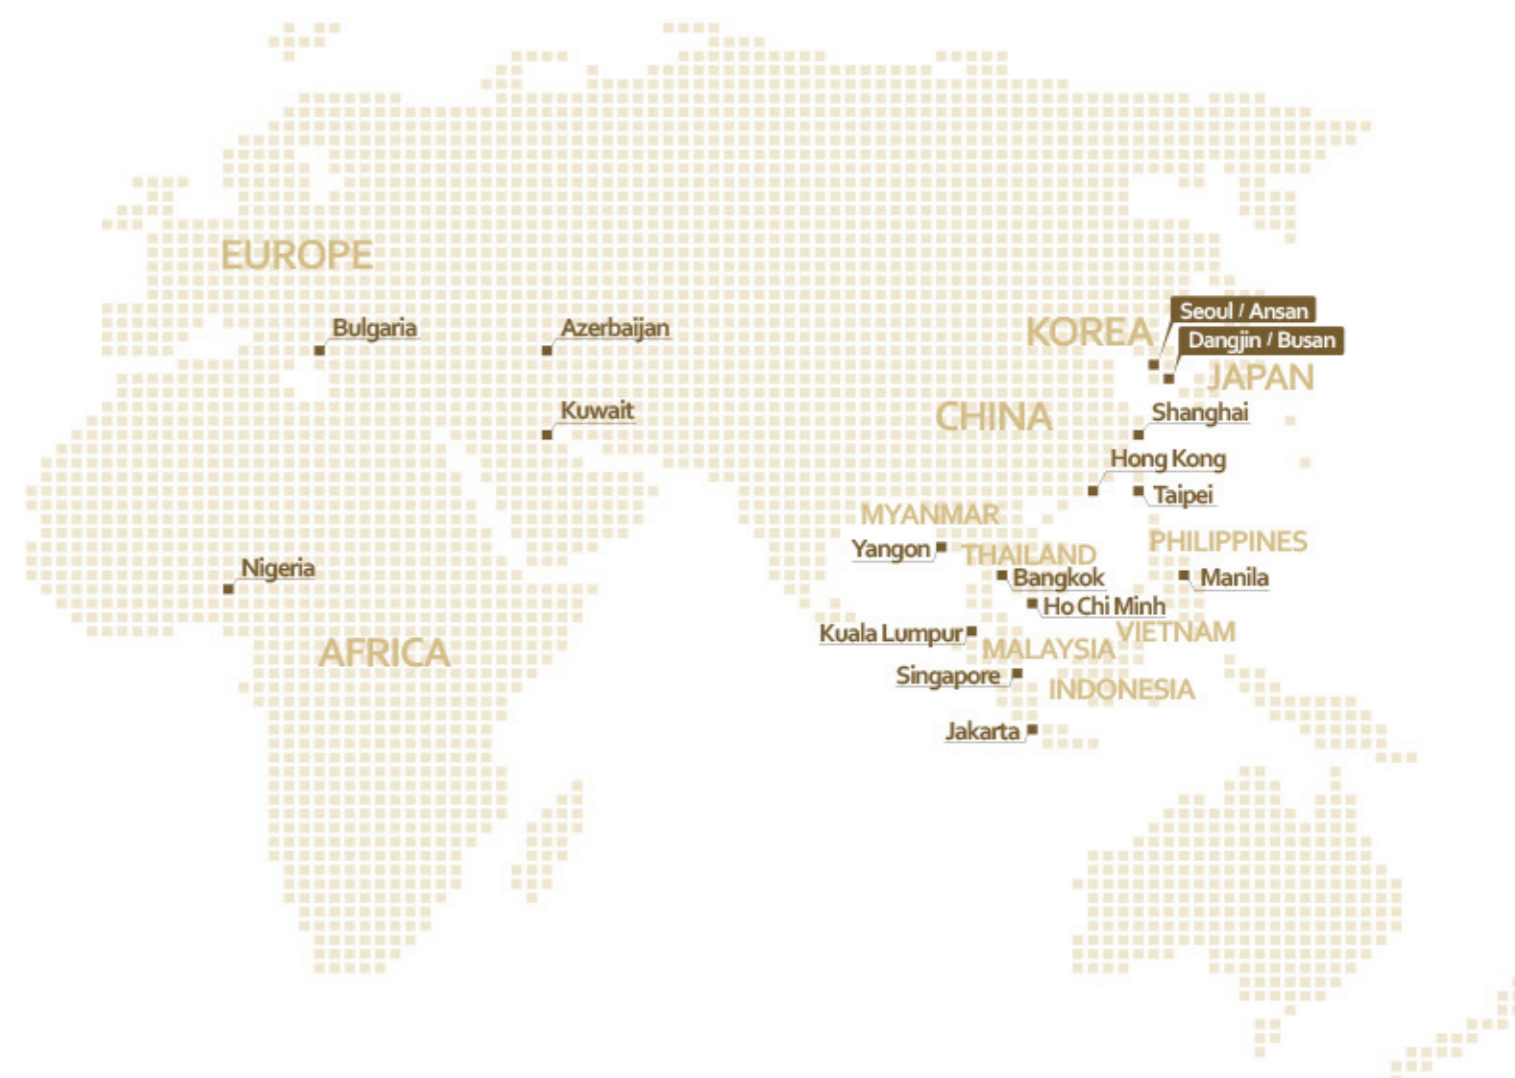 EUROPE
Seoul / Ansan
Bulgaria
Azerbaijan
KOREA
Dangjin / Busan
JAPAN
Kuwait
CHINA
Shanghai
Hong Kong
Taipei
MYANMAR
Yangon
THAILAND
PHILIPPINES
Nigeria
Bangkok
Manila
Ho Chi Minh
Kuala Lumpur
VIETNAM
AFRICA
MALAYSIA
Singapore
INDONESIA
Jakarta